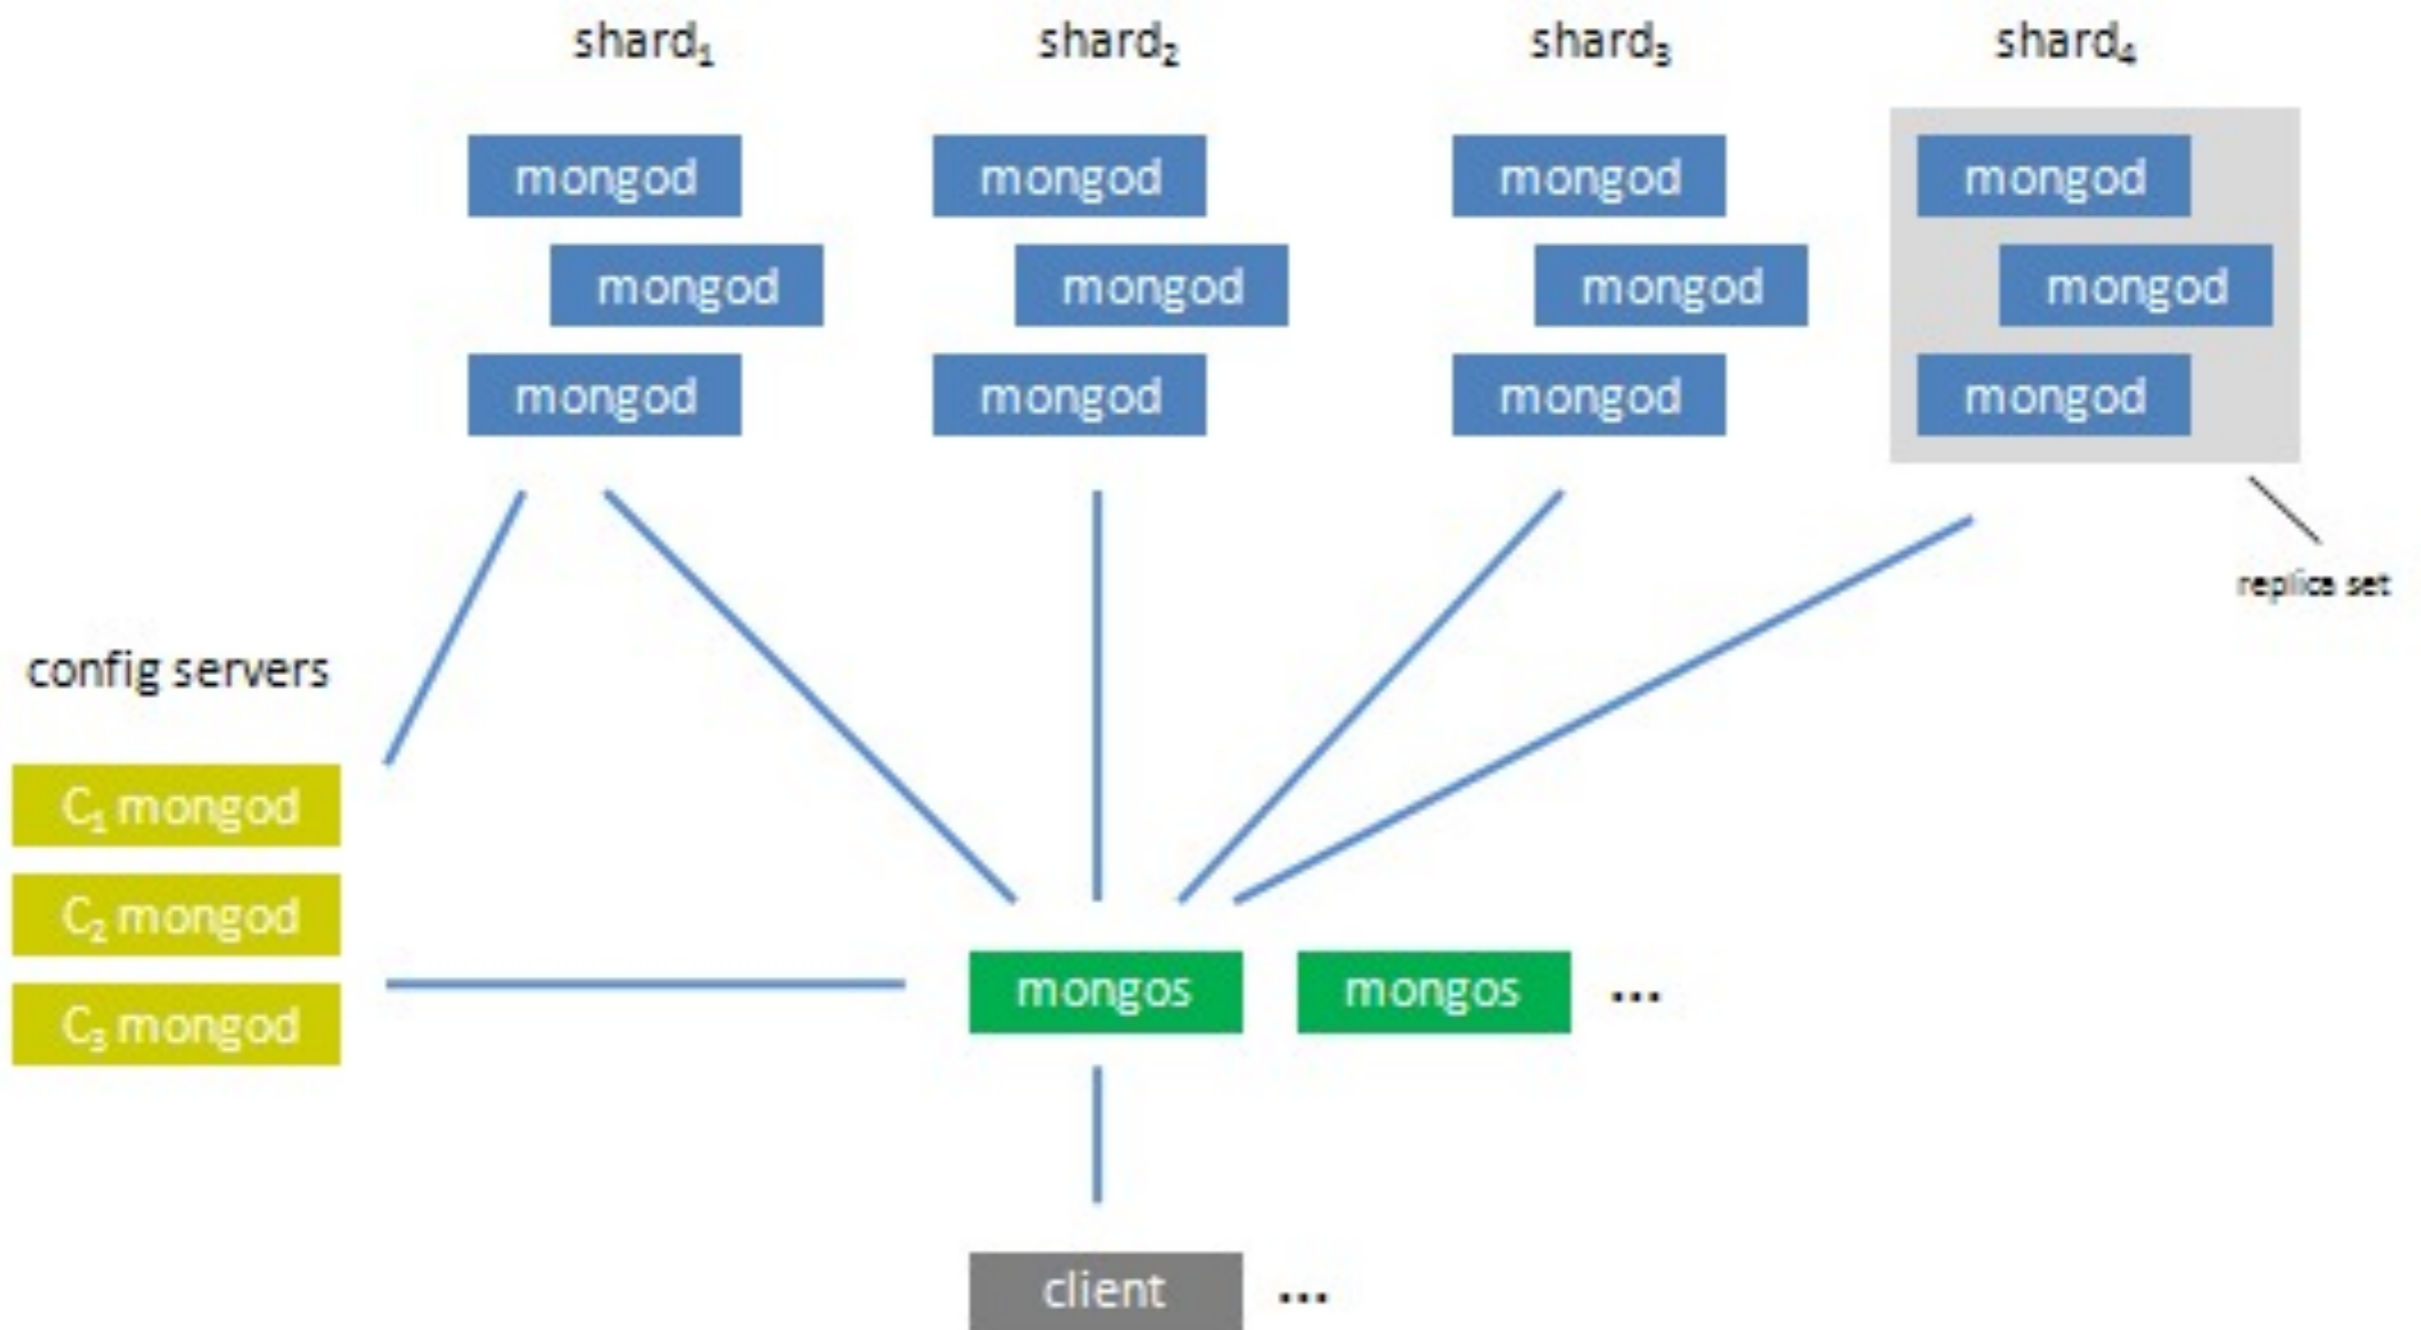 shard₁ shard₂ shard₃ shard₄
mongod mongod mongod mongod
mongod mongod mongod mongod
mongod mongod mongod mongod
replica set
config servers
C₁ mongod
C₂ mongod
C₃ mongod
mongos mongos ...
client ...